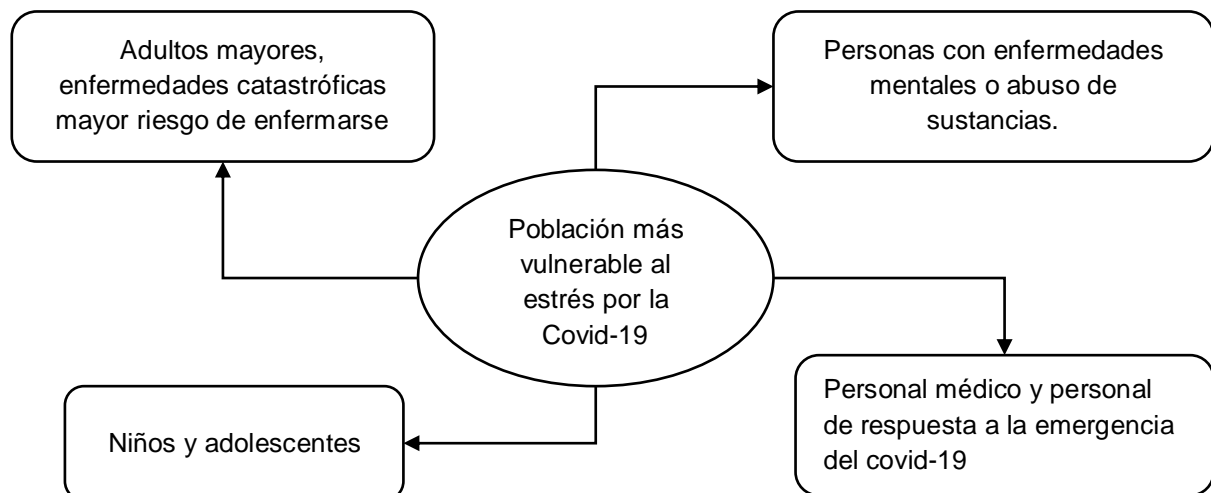 Adultos mayores,
enfermedades catastróficas
mayor riesgo de enfermarse
Personas con enfermedades
mentales o abuso de
sustancias.
Población más
vulnerable al
estrés por la
Covid-19
Niños y adolescentes
Personal médico y personal
de respuesta a la emergencia
del covid-19